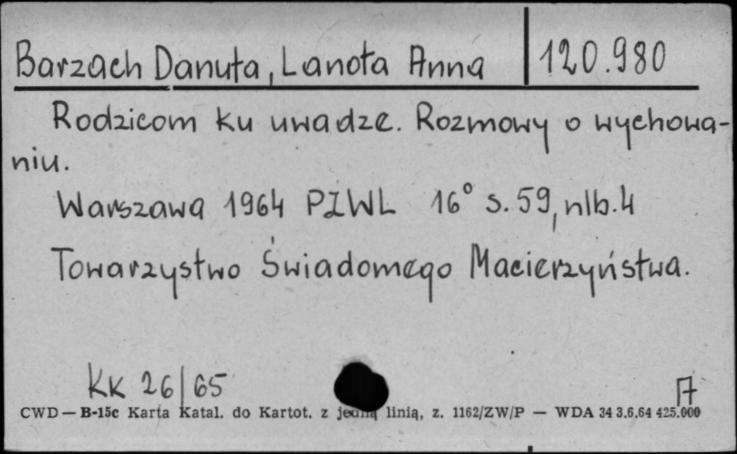 Barzach Danuta, Lanota Anna 120.980
Rodzicom ku uwadze. Rozmowy o wychowa-
niu.
Warszawa 1964 PZWL 16° s. 59, nlb. 4
Towarzystwo Świadomego Macierzyństwa.
KK 26/65 A
CWD — B-15c Karta Katal. do Kartot. z jedną linią, z. 1162/ZW/P — WDA 34 3.6.64 425.000